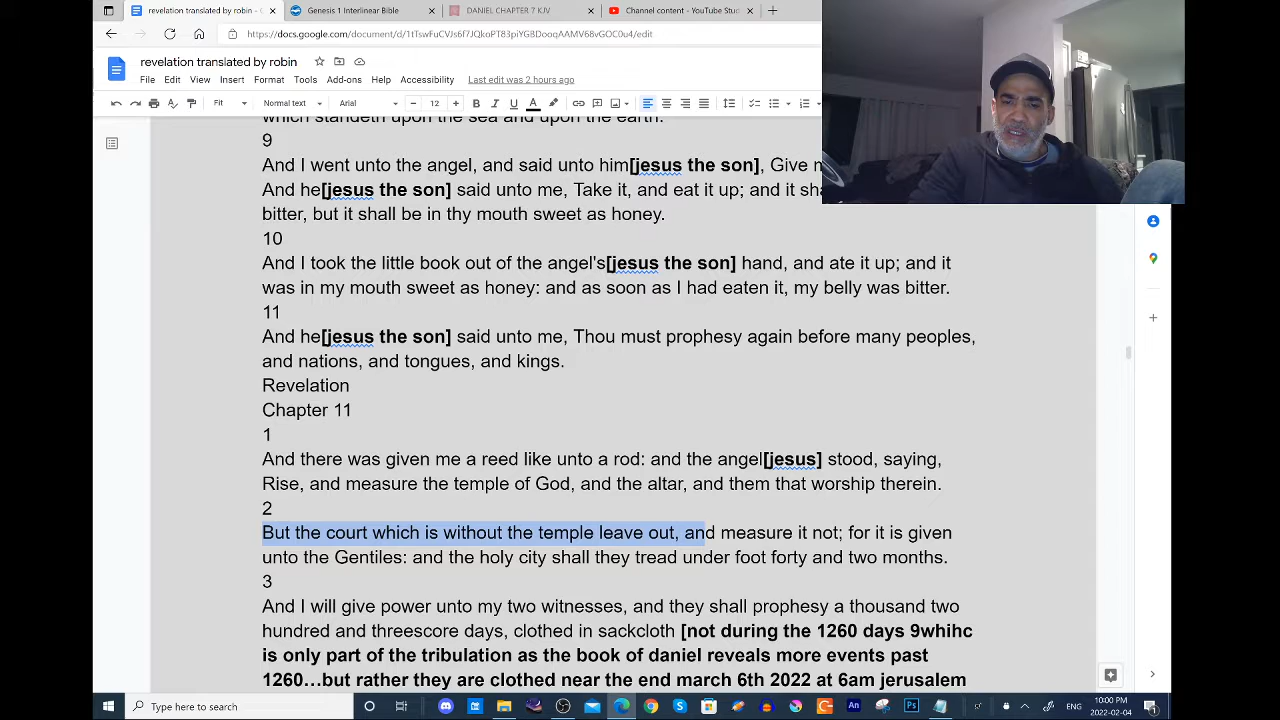 revelation translated by robin - G
Genesis 1 Interlinear Bible
DANIEL CHAPTER 7 KJV
Channel content - YouTube Stud
revelation translated by robin
File Edit View Insert Format Tools Add-ons Help Accessibility Last edit was 2 hours ago
Fit Normal text Arial 12
which standeth upon the sea and upon the earth.
9
And I went unto the angel, and said unto him[jesus the son], Give
And he[jesus the son] said unto me, Take it, and eat it up; and it
bitter, but it shall be in thy mouth sweet as honey.
10
And I took the little book out of the angel's[jesus the son] hand, and ate it up; and it
was in my mouth sweet as honey: and as soon as I had eaten it, my belly was bitter.
11
And he[jesus the son] said unto me, Thou must prophesy again before many peoples,
and nations, and tongues, and kings.
Revelation
Chapter 11
1
And there was given me a reed like unto a rod: and the angel[jesus] stood, saying,
Rise, and measure the temple of God, and the altar, and them that worship therein.
2
But the court which is without the temple leave out, and measure it not; for it is given
unto the Gentiles: and the holy city shall they tread under foot forty and two months.
3
And I will give power unto my two witnesses, and they shall prophesy a thousand two
hundred and threescore days, clothed in sackcloth [not during the 1260 days 9whihc
is only part of the tribulation as the book of daniel reveals more events past
1260…but rather they are clothed near the end march 6th 2022 at 6am jerusalem
Type here to search
ENG
10:00 PM
2022-02-04